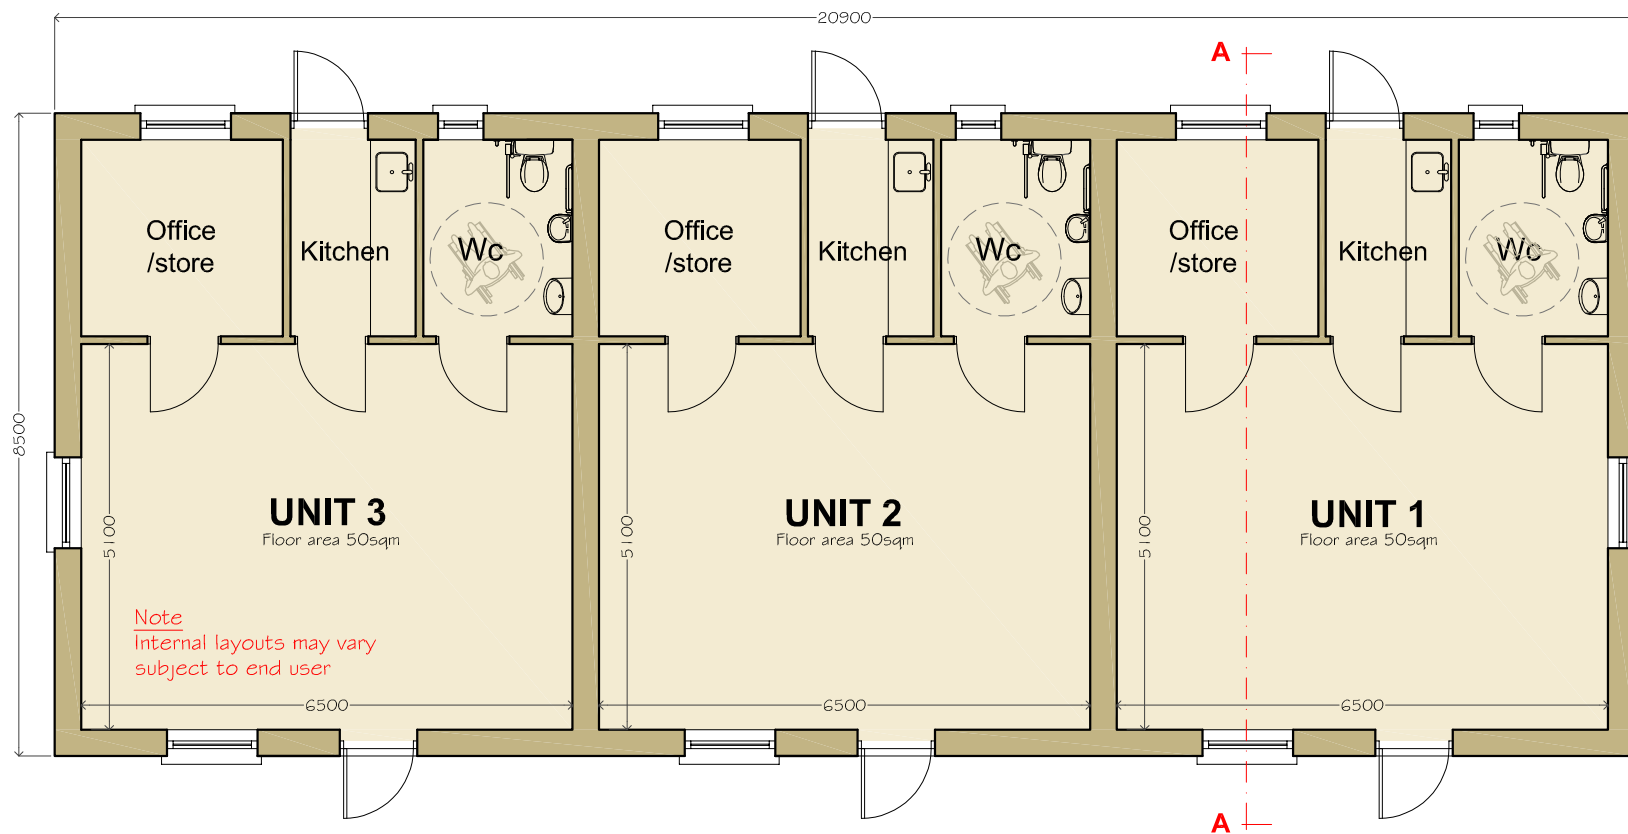 20900
A
Office
/store
Kitchen
Wc
Office
/store
Kitchen
Wc
Office
/store
Kitchen
Wc
8500
5100
UNIT 3
Floor area 50sqm
5100
UNIT 2
Floor area 50sqm
5100
UNIT 1
Floor area 50sqm
Note
Internal layouts may vary
subject to end user
6500
6500
6500
A